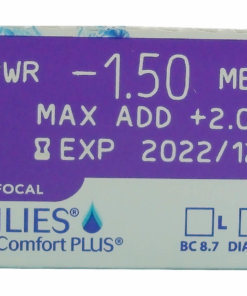 WR -1.50 ME
MAX ADD +2.0
EXP 2022/1
FOCAL
ILIES®
Comfort PLUS®
L
BC 8.7 DIA